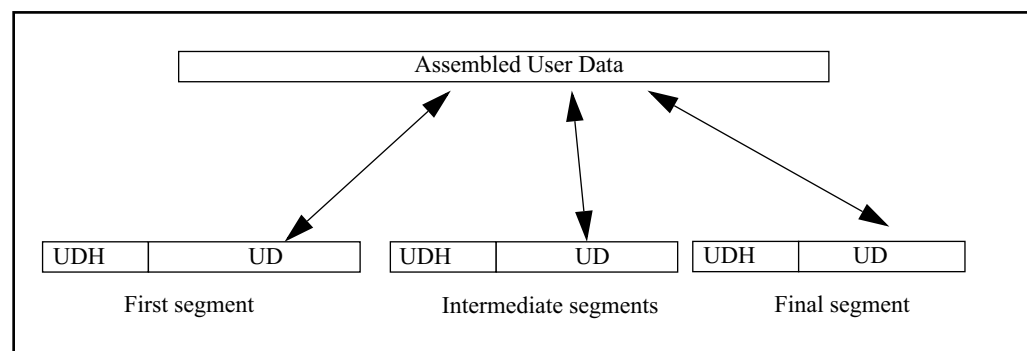 Assembled User Data
UDH UD UDH UD UDH UD
First segment Intermediate segments Final segment